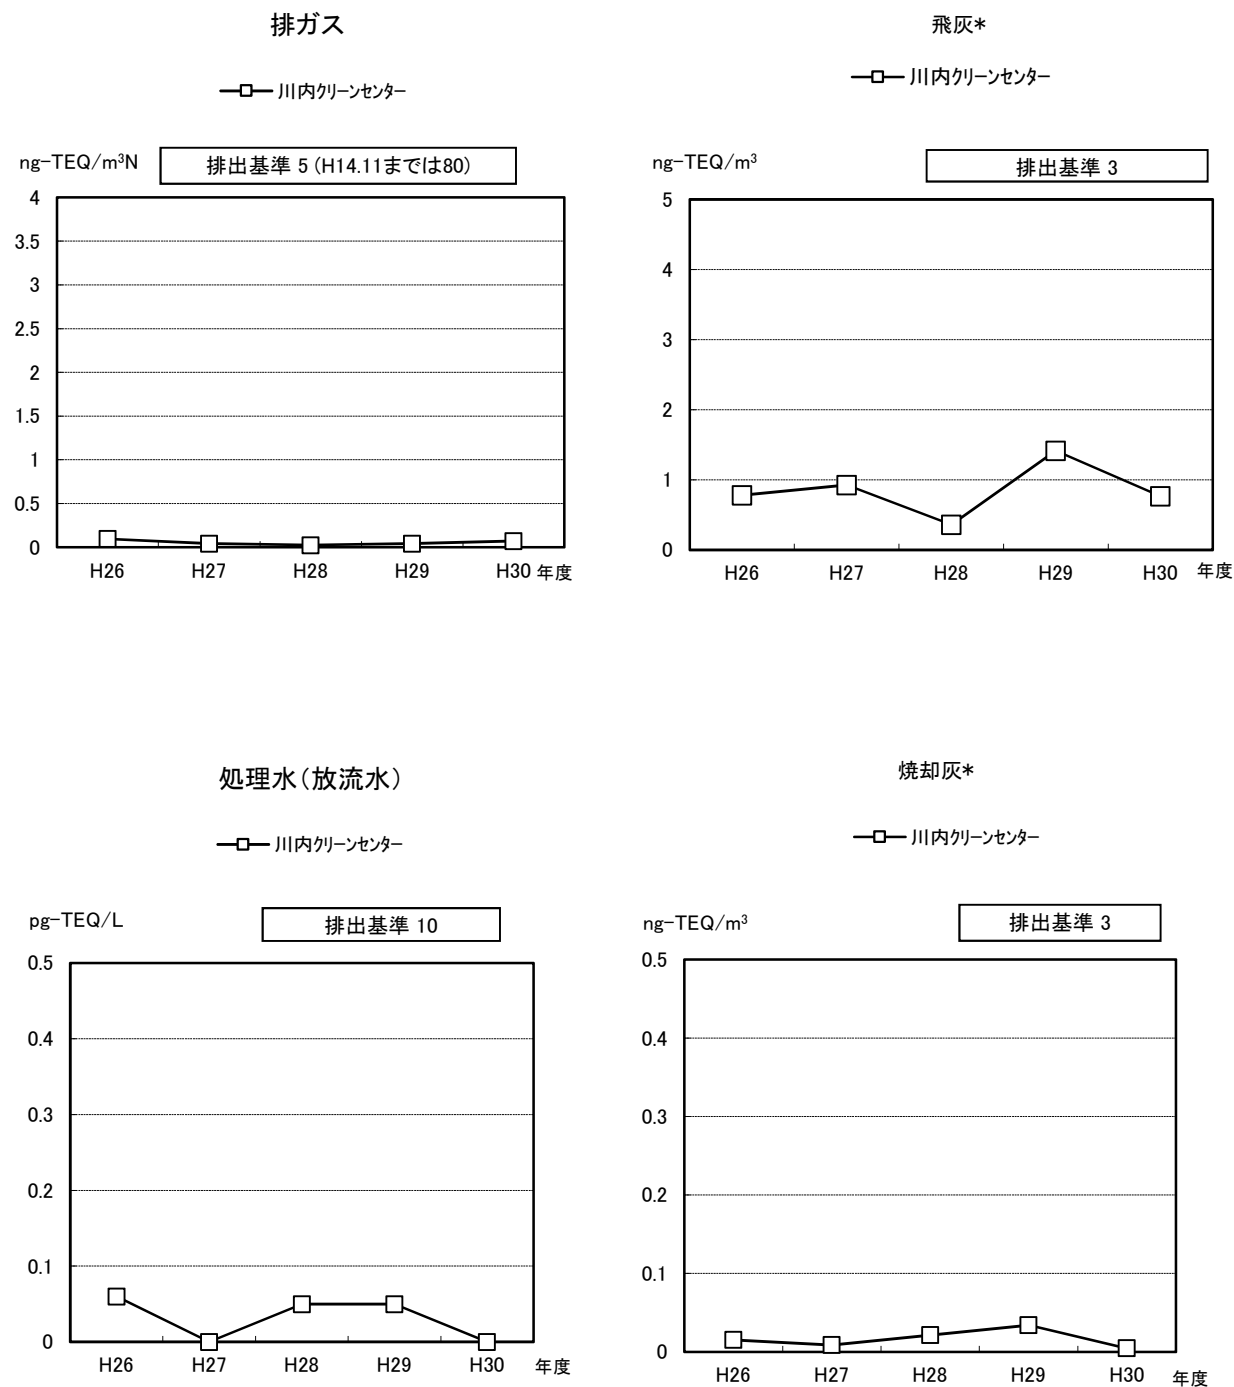 排ガス
川内クリーンセンター
ng-TEQ/m³N
排出基準 5 (H14.11までは80)
4
3.5
3
2.5
2
1.5
1
0.5
0
H26 H27 H28 H29 H30 年度
飛灰*
川内クリーンセンター
ng-TEQ/m³
排出基準 3
5
4
3
2
1
0
H26 H27 H28 H29 H30 年度
処理水(放流水)
川内クリーンセンター
pg-TEQ/L
排出基準 10
0.5
0.4
0.3
0.2
0.1
0
H26 H27 H28 H29 H30 年度
焼却灰*
川内クリーンセンター
ng-TEQ/m³
排出基準 3
0.5
0.4
0.3
0.2
0.1
0
H26 H27 H28 H29 H30 年度